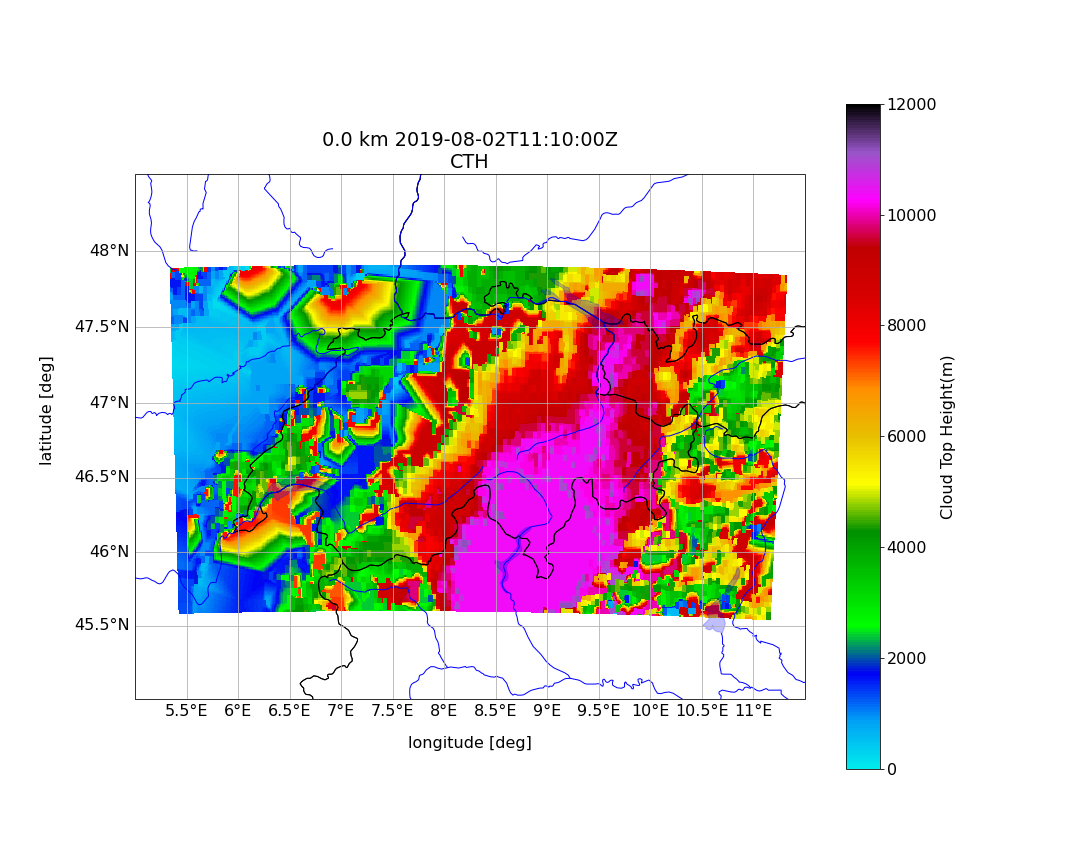 0.0 km 2019-08-02T11:10:00Z
CTH
48°N
47.5°N
47°N
46.5°N
46°N
45.5°N
latitude [deg]
5.5°E 6°E 6.5°E 7°E 7.5°E 8°E 8.5°E 9°E 9.5°E 10°E 10.5°E 11°E
longitude [deg]
12000
10000
8000
6000
4000
2000
0
Cloud Top Height(m)